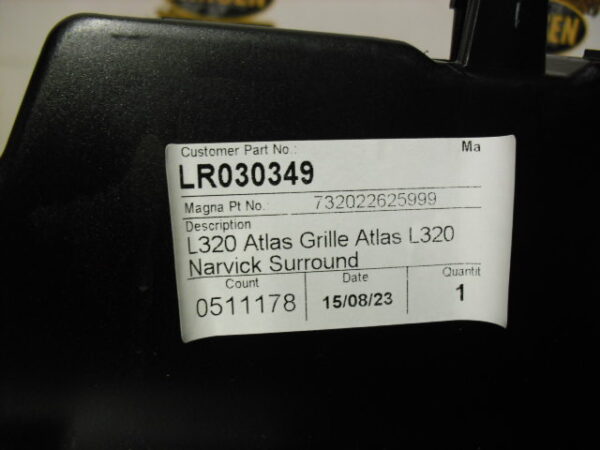 Customer Part No.: Ma
LR030349
Magna Pt No.: 732022625999
Description
L320 Atlas Grille Atlas L320
Narvick Surround
Count Date Quantit
0511178 15/08/23 1